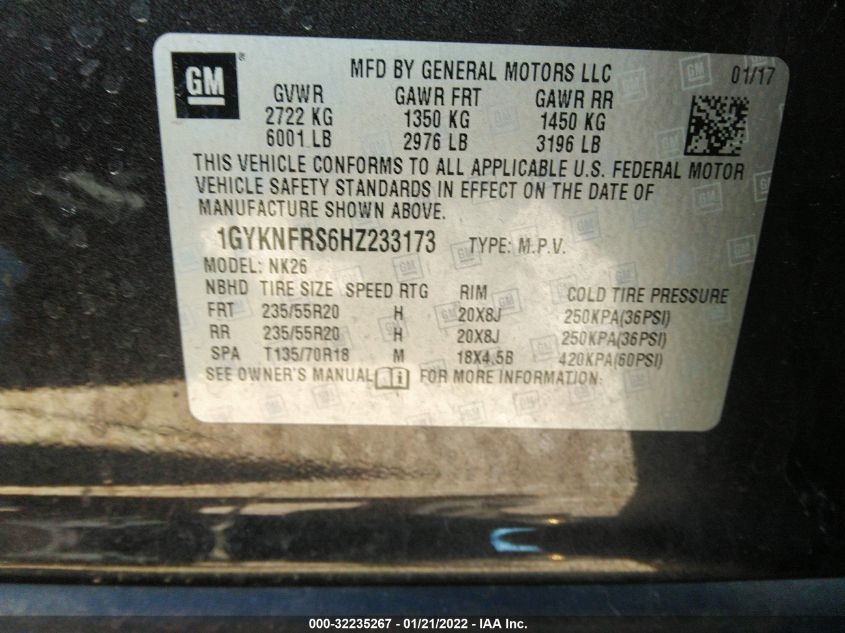 GM
MFD BY GENERAL MOTORS LLC 01/17
GVWR GAWR FRT GAWR RR
2722 KG 1350 KG 1450 KG
6001 LB 2976 LB 3196 LB
THIS VEHICLE CONFORMS TO ALL APPLICABLE U.S. FEDERAL MOTOR
VEHICLE SAFETY STANDARDS IN EFFECT ON THE DATE OF
MANUFACTURE SHOWN ABOVE.
1GYKNFRS6HZ233173 TYPE: M.P.V.
MODEL: NK26
NBHD TIRE SIZE SPEED RTG RIM COLD TIRE PRESSURE
FRT 235/55R20 H 20X8J 250KPA(36PSI)
RR 235/55R20 H 20X8J 250KPA(36PSI)
SPA T135/70R18 M 18X4.5B 420KPA(60PSI)
SEE OWNER'S MANUAL FOR MORE INFORMATION:
000-32235267 - 01/21/2022 - IAA Inc.